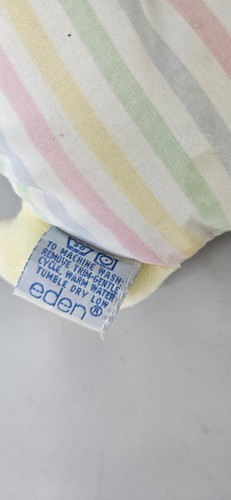 TO MACHINE WASH:
REMOVE TRIM-GENTLE
CYCLE, WARM WATER
TUMBLE DRY LOW
eden®